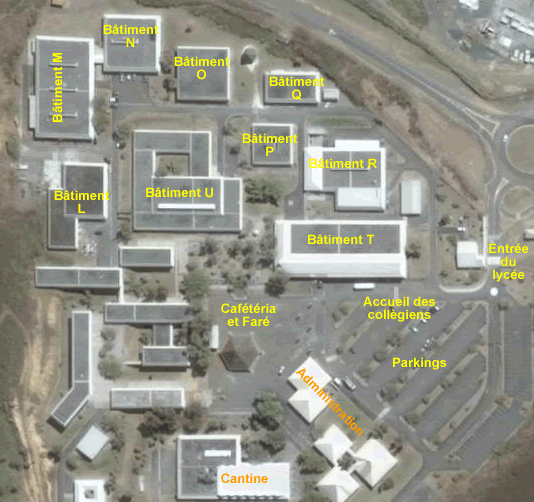 Bâtiment
N
Bâtiment M
Bâtiment
O
Bâtiment
Q
Bâtiment
P
Bâtiment R
Bâtiment U
Bâtiment
L
Bâtiment T
Entrée
du
lycée
Accueil des
collègiens
Cafétéria
et Faré
Parkings
Administration
Cantine